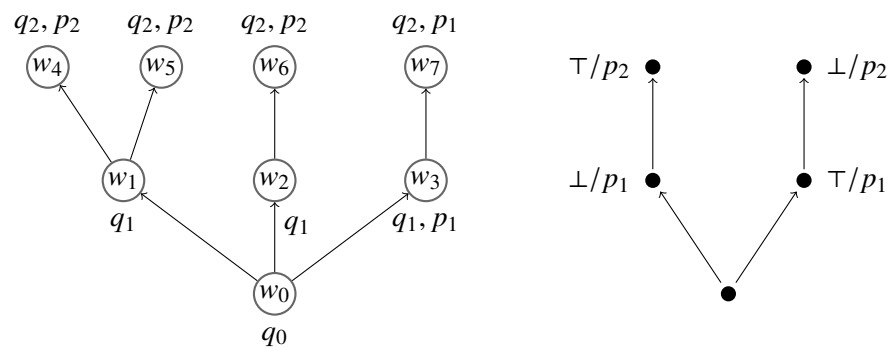 q₂, p₂ q₂, p₂ q₂, p₂ q₂, p₁
w₄ w₅ w₆ w₇ ⊤/p₂ ⊥/p₂
w₁ w₂ w₃ ⊥/p₁ ⊤/p₁
q₁ q₁ q₁, p₁
w₀
q₀